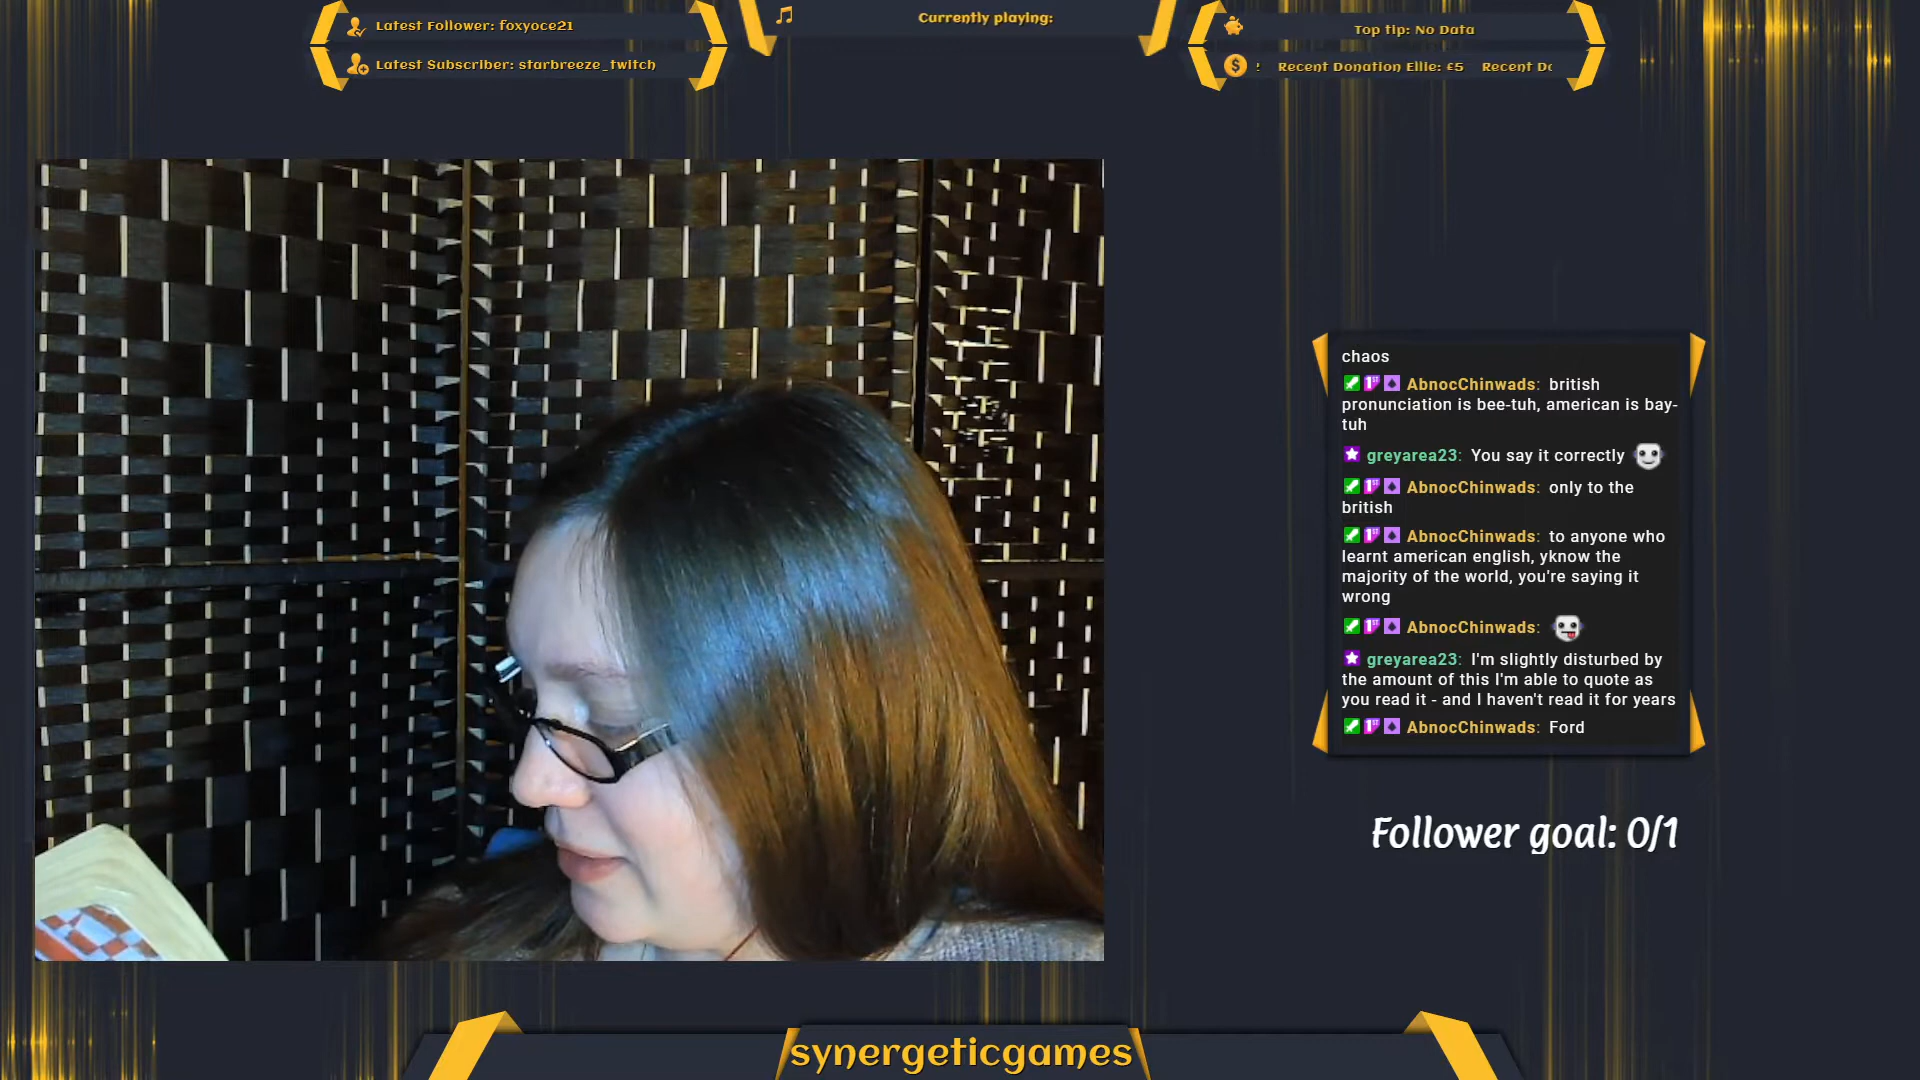 Latest Follower: foxyoce21
Latest Subscriber: starbreeze_twitch
Currently playing:
Top tip: No Data
Recent Donation Ellie: £5 Recent
chaos
AbnocChinwads: british
pronunciation is bee-tuh, american is bay-
tuh
greyarea23: You say it correctly
AbnocChinwads: only to the
british
AbnocChinwads: to anyone who
learnt american english, yknow the
majority of the world, you're saying it
wrong
AbnocChinwads:
greyarea23: I'm slightly disturbed by
the amount of this I'm able to quote as
you read it - and I haven't read it for years
AbnocChinwads: Ford
Follower goal: 0/1
synergeticgames